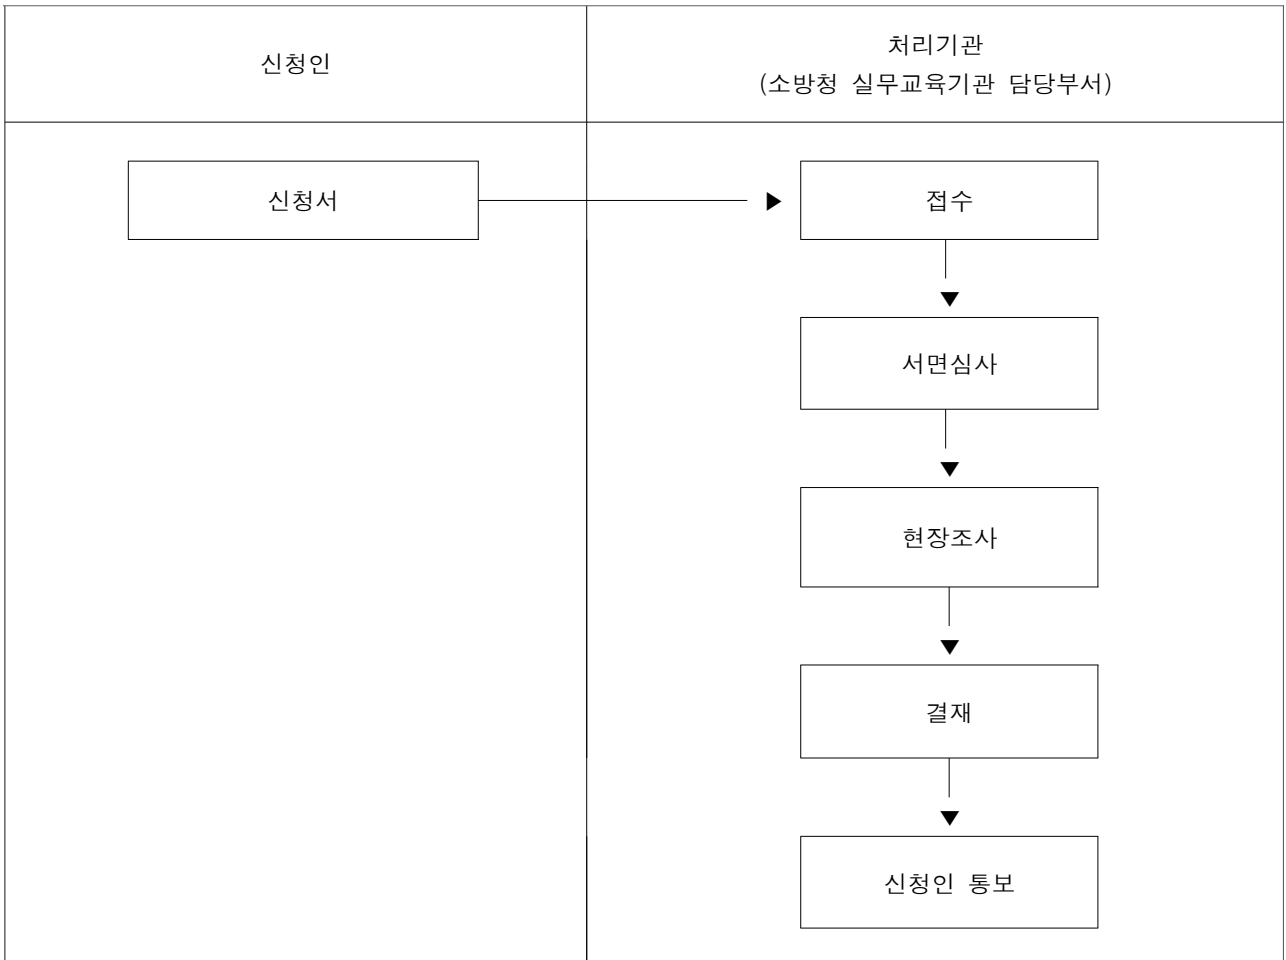 신청인
처리기관
(소방청 실무교육기관 담당부서)
신청서
접수
서면심사
현장조사
결재
신청인 통보